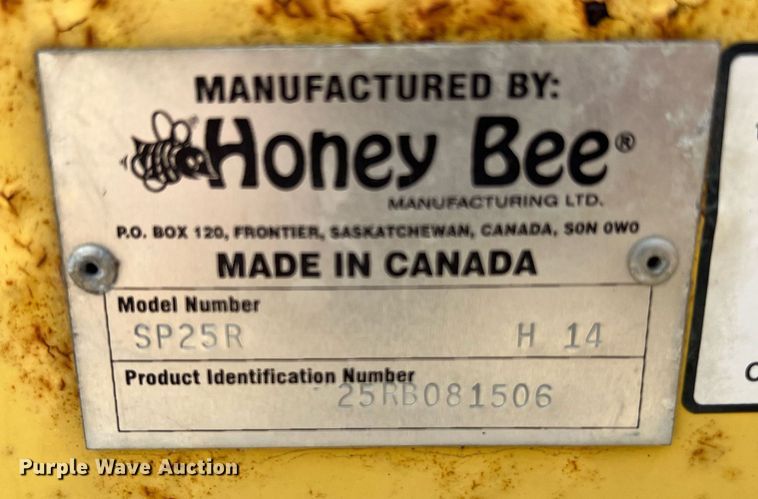 MANUFACTURED BY:
Honey Bee®
MANUFACTURING LTD.
P.O. BOX 120, FRONTIER, SASKATCHEWAN, CANADA, S0N 0W0
MADE IN CANADA
Model Number
SP25R H 14
Product Identification Number
25RB081506
Purple Wave Auction